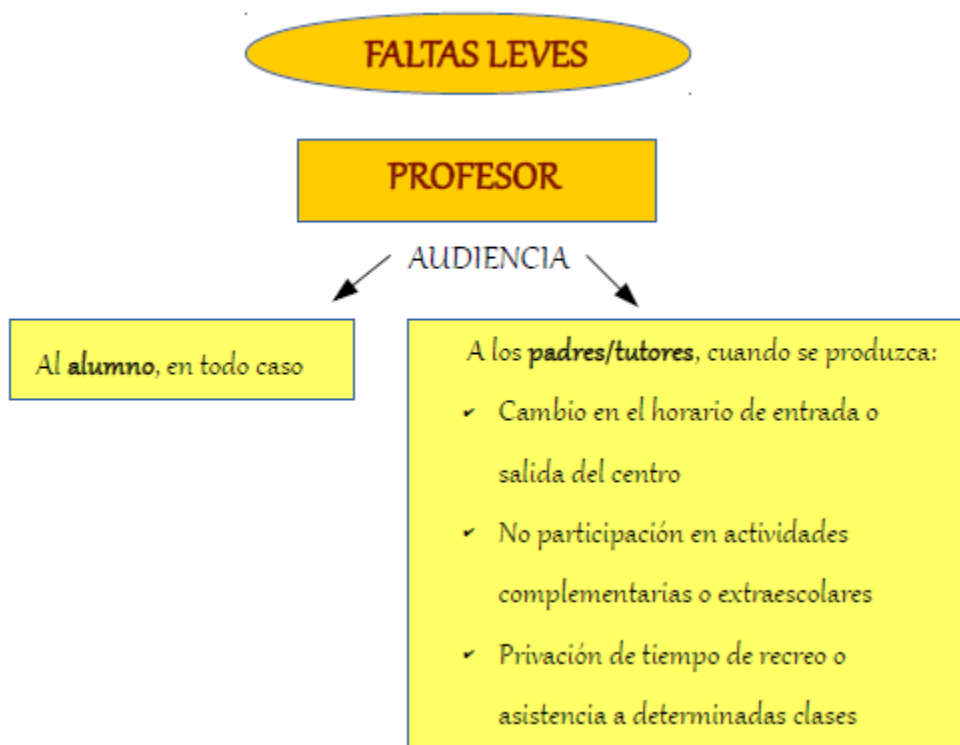 FALTAS LEVES
PROFESOR
AUDIENCIA
Al alumno, en todo caso
A los padres/tutores, cuando se produzca:
✔ Cambio en el horario de entrada o
salida del centro
✔ No participación en actividades
complementarias o extraescolares
✔ Privación de tiempo de recreo o
asistencia a determinadas clases